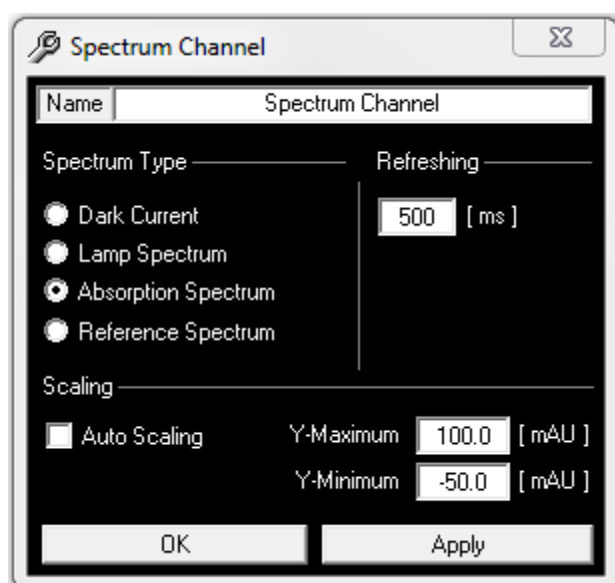 Spectrum Channel
Name Spectrum Channel
Spectrum Type Refreshing
Dark Current 500 [ ms ]
Lamp Spectrum
Absorption Spectrum
Reference Spectrum
Scaling
Auto Scaling Y-Maximum 100.0 [ mAU ]
Y-Minimum -50.0 [ mAU ]
OK Apply